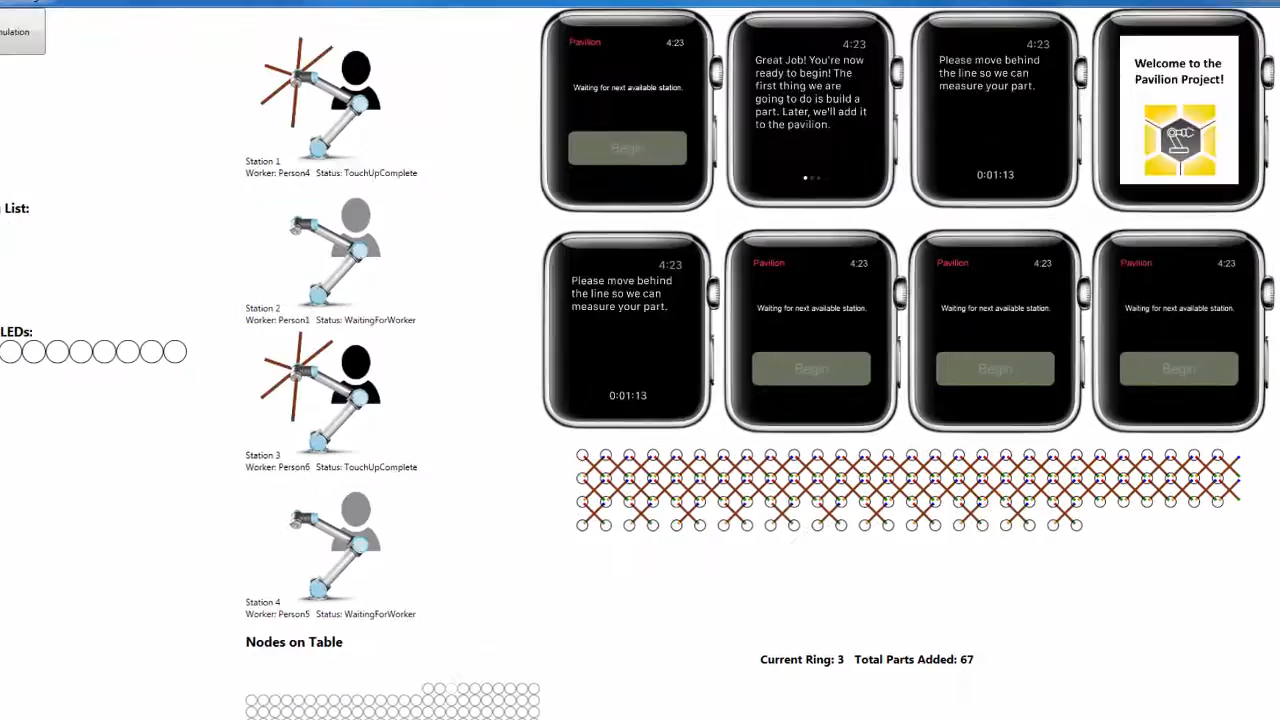 ulation
g List:
LEDs:
Station 1
Worker: Person4 Status: TouchUpComplete
Station 2
Worker: Person1 Status: WaitingForWorker
Station 3
Worker: Person6 Status: TouchUpComplete
Station 4
Worker: Person5 Status: WaitingForWorker
Nodes on Table
Pavilion 4:23
Waiting for next available station.
Begin
4:23
Great Job! You're now
ready to begin! The
first thing we are
going to do is build a
part. Later, we'll add it
to the pavilion.
4:23
Please move behind
the line so we can
measure your part.
0:01:13
Welcome to the
Pavilion Project!
4:23
Please move behind
the line so we can
measure your part.
0:01:13
Pavilion 4:23
Waiting for next available station.
Begin
Pavilion 4:23
Waiting for next available station.
Begin
Pavilion 4:23
Waiting for next available station.
Begin
Current Ring: 3 Total Parts Added: 67